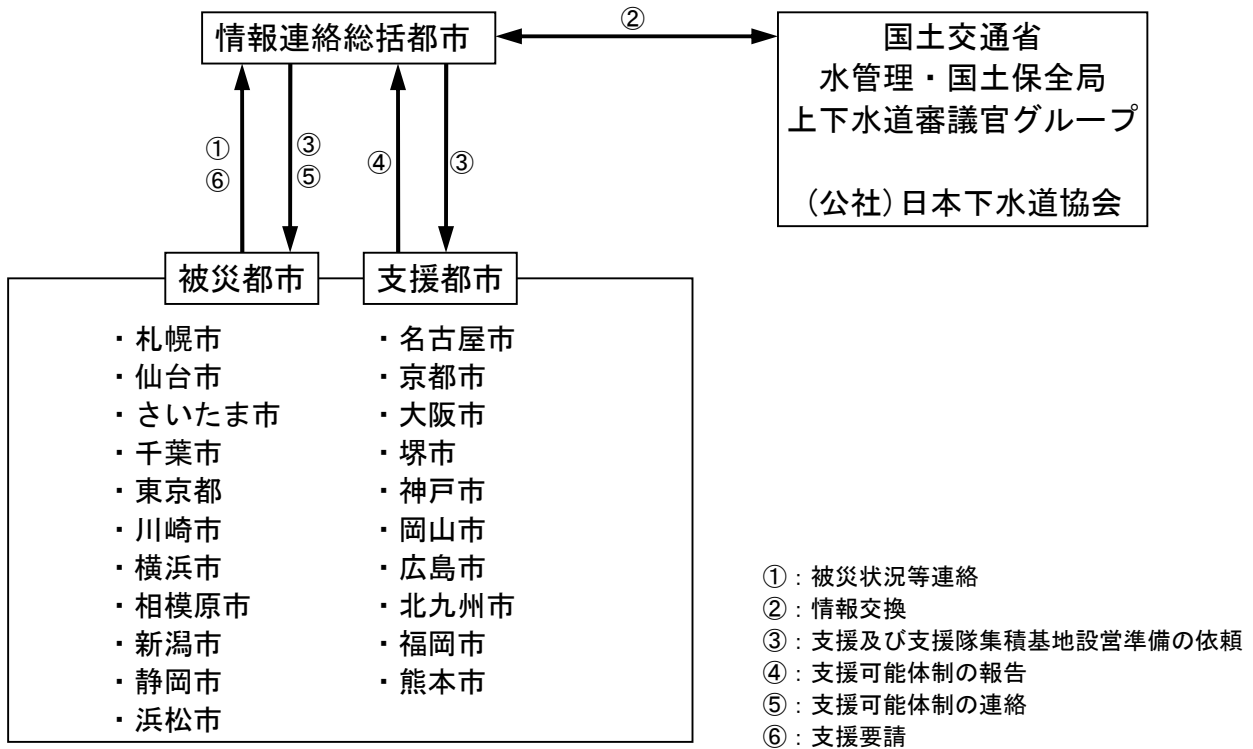 情報連絡総括都市
②
国土交通省
水管理・国土保全局
上下水道審議官グループ
(公社)日本下水道協会
①
⑥
③
⑤
④
③
被災都市
支援都市
・札幌市
・仙台市
・さいたま市
・千葉市
・東京都
・川崎市
・横浜市
・相模原市
・新潟市
・静岡市
・浜松市
・名古屋市
・京都市
・大阪市
・堺市
・神戸市
・岡山市
・広島市
・北九州市
・福岡市
・熊本市
①：被災状況等連絡
②：情報交換
③：支援及び支援隊集積基地設営準備の依頼
④：支援可能体制の報告
⑤：支援可能体制の連絡
⑥：支援要請